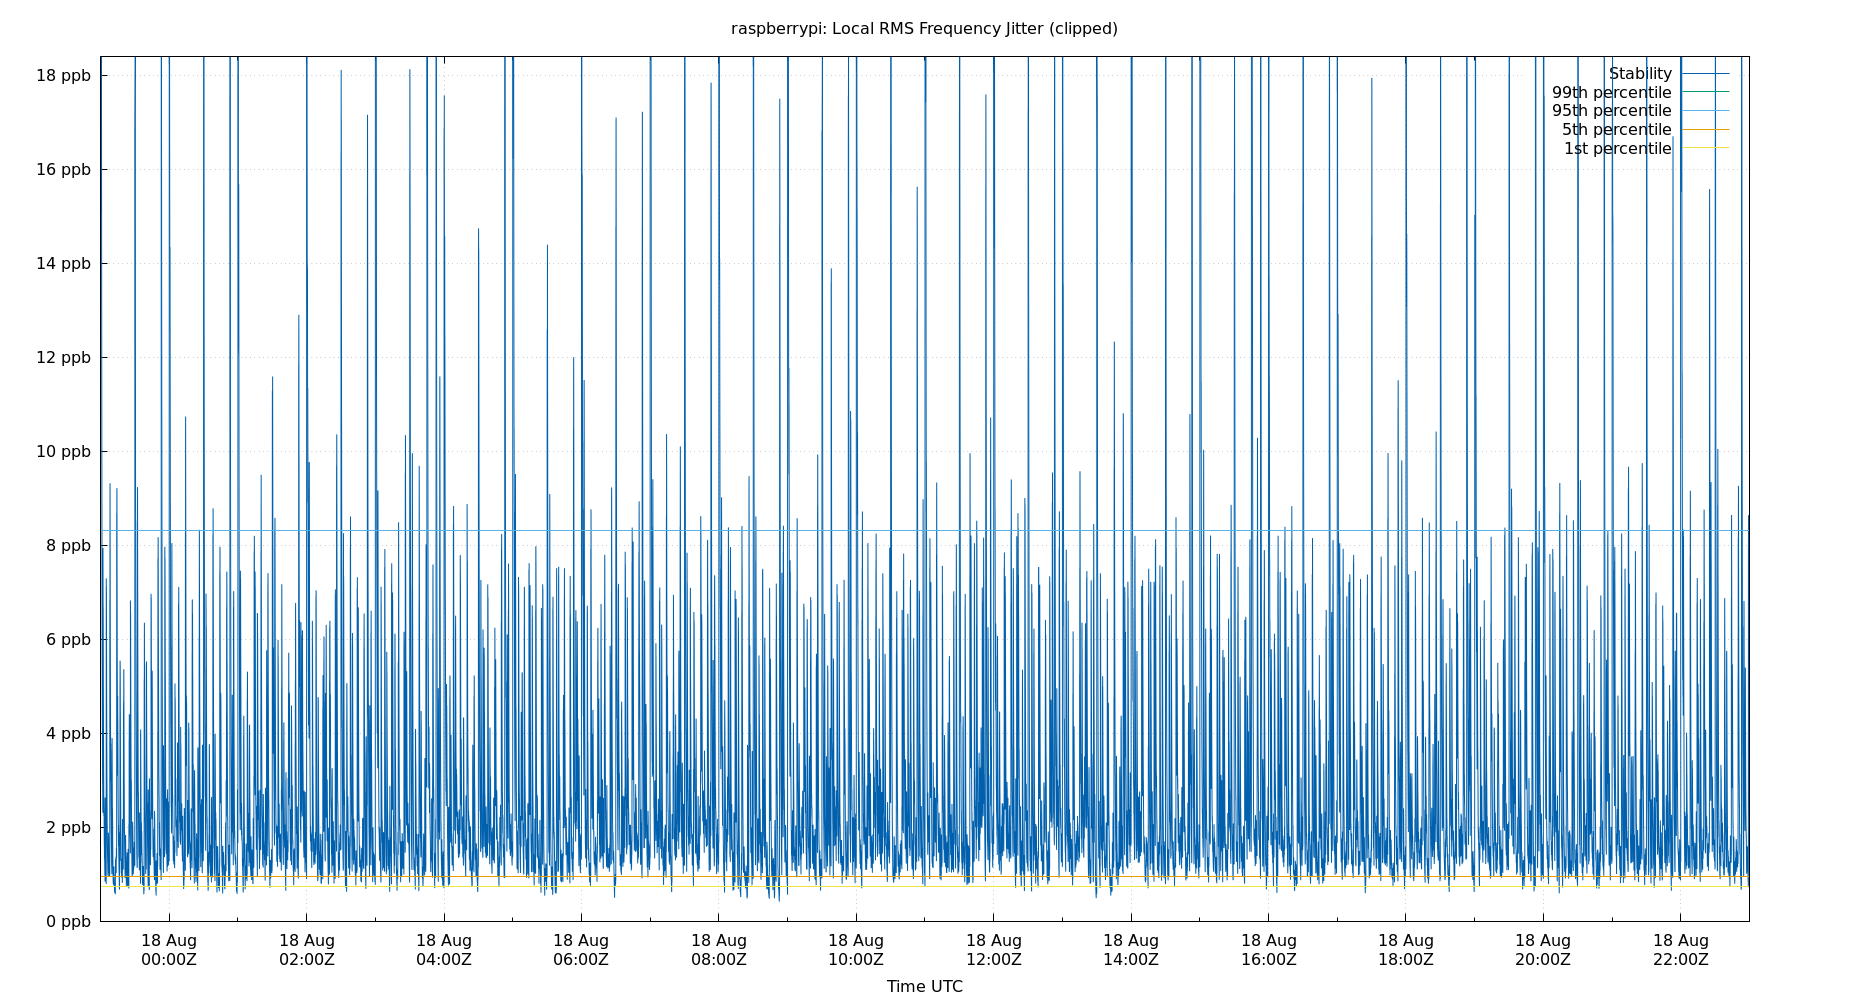 raspberrypi: Local RMS Frequency Jitter (clipped)
18 ppb
16 ppb
14 ppb
12 ppb
10 ppb
8 ppb
6 ppb
4 ppb
2 ppb
0 ppb
Stability
99th percentile
95th percentile
5th percentile
1st percentile
18 Aug 18 Aug 18 Aug 18 Aug 18 Aug 18 Aug 18 Aug 18 Aug 18 Aug 18 Aug 18 Aug 18 Aug
00:00Z 02:00Z 04:00Z 06:00Z 08:00Z 10:00Z 12:00Z 14:00Z 16:00Z 18:00Z 20:00Z 22:00Z
Time UTC